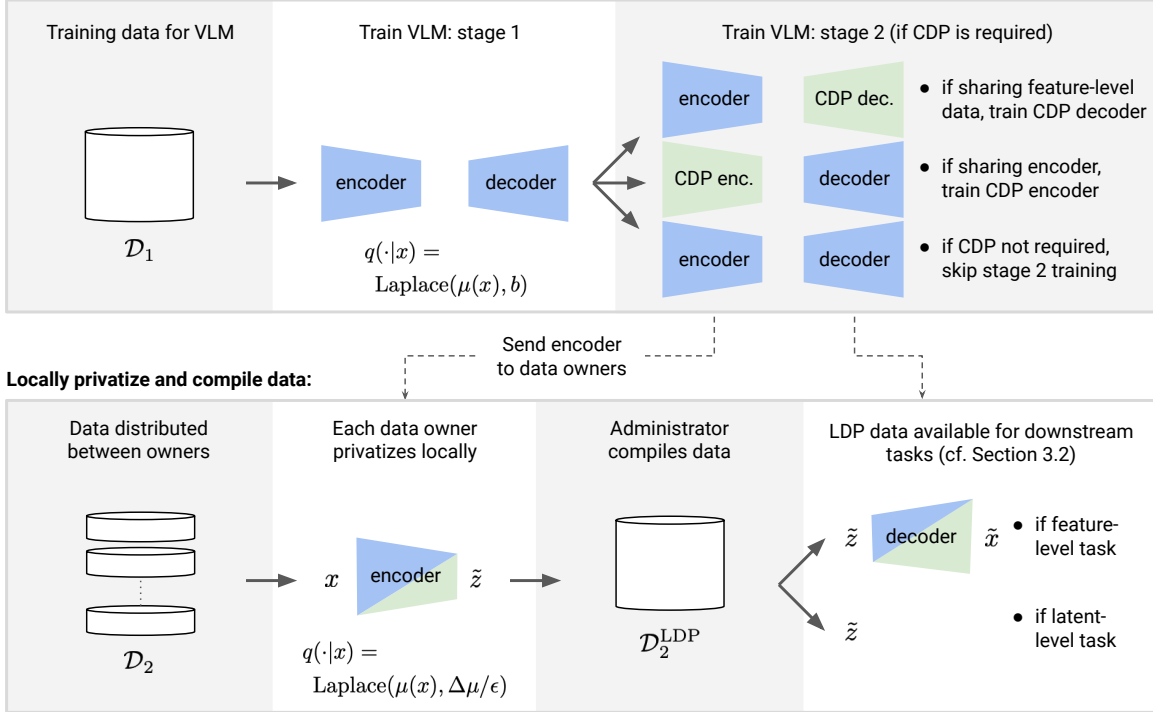 Training data for VLM
Train VLM: stage 1
Train VLM: stage 2 (if CDP is required)
encoder
CDP dec.
● if sharing feature-level
data, train CDP decoder
encoder
decoder
CDP enc.
decoder
● if sharing encoder,
train CDP encoder
𝒟₁
q(·|x) =
Laplace(μ(x), b)
encoder
decoder
● if CDP not required,
skip stage 2 training
Send encoder
to data owners
Locally privatize and compile data:
Data distributed
between owners
Each data owner
privatizes locally
Administrator
compiles data
LDP data available for downstream
tasks (cf. Section 3.2)
x
encoder
z̃
z̃
decoder
x̃
● if feature-
level task
z̃
● if latent-
level task
𝒟₂
q(·|x) =
Laplace(μ(x), Δμ/ϵ)
𝒟₂^LDP